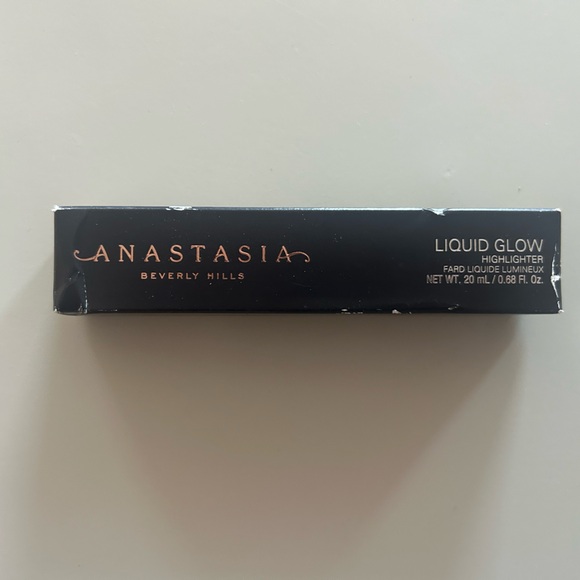 ANASTASIA
BEVERLY HILLS
LIQUID GLOW
HIGHLIGHTER
FARD LIQUIDE LUMINEUX
NET WT. 20 mL / 0.68 Fl. Oz.